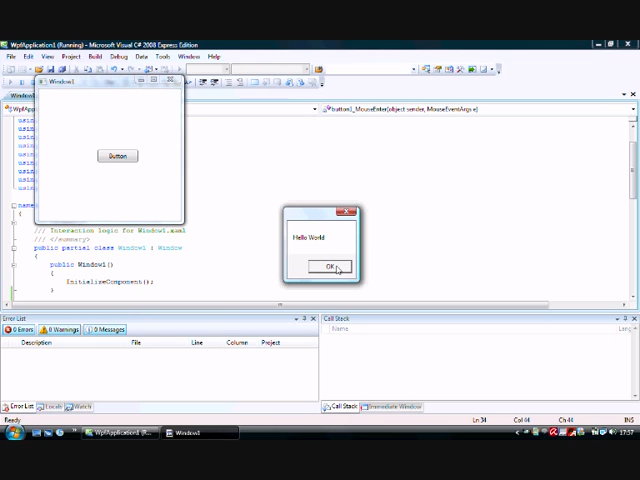 WpfApplication1 (Running) - Microsoft Visual C# 2008 Express Edition
File Edit View Project Build Debug Data Tools Window Help
Window1
button1_MouseEnter(object sender, MouseEventArgs e)
Button
Hello World
OK
/// Interaction logic for Window1.xaml
/// </summary>
public partial class Window1 : Window
{
public Window1()
{
InitializeComponent();
}
Error List
0 Errors 0 Warnings 0 Messages
Description File Line Column Project
Error List Locals Watch
Call Stack
Name Lang
Call Stack Immediate Window
Ready Ln 34 Col 44 Ch 44 INS
WpfApplication1 (R... Window1 17:57